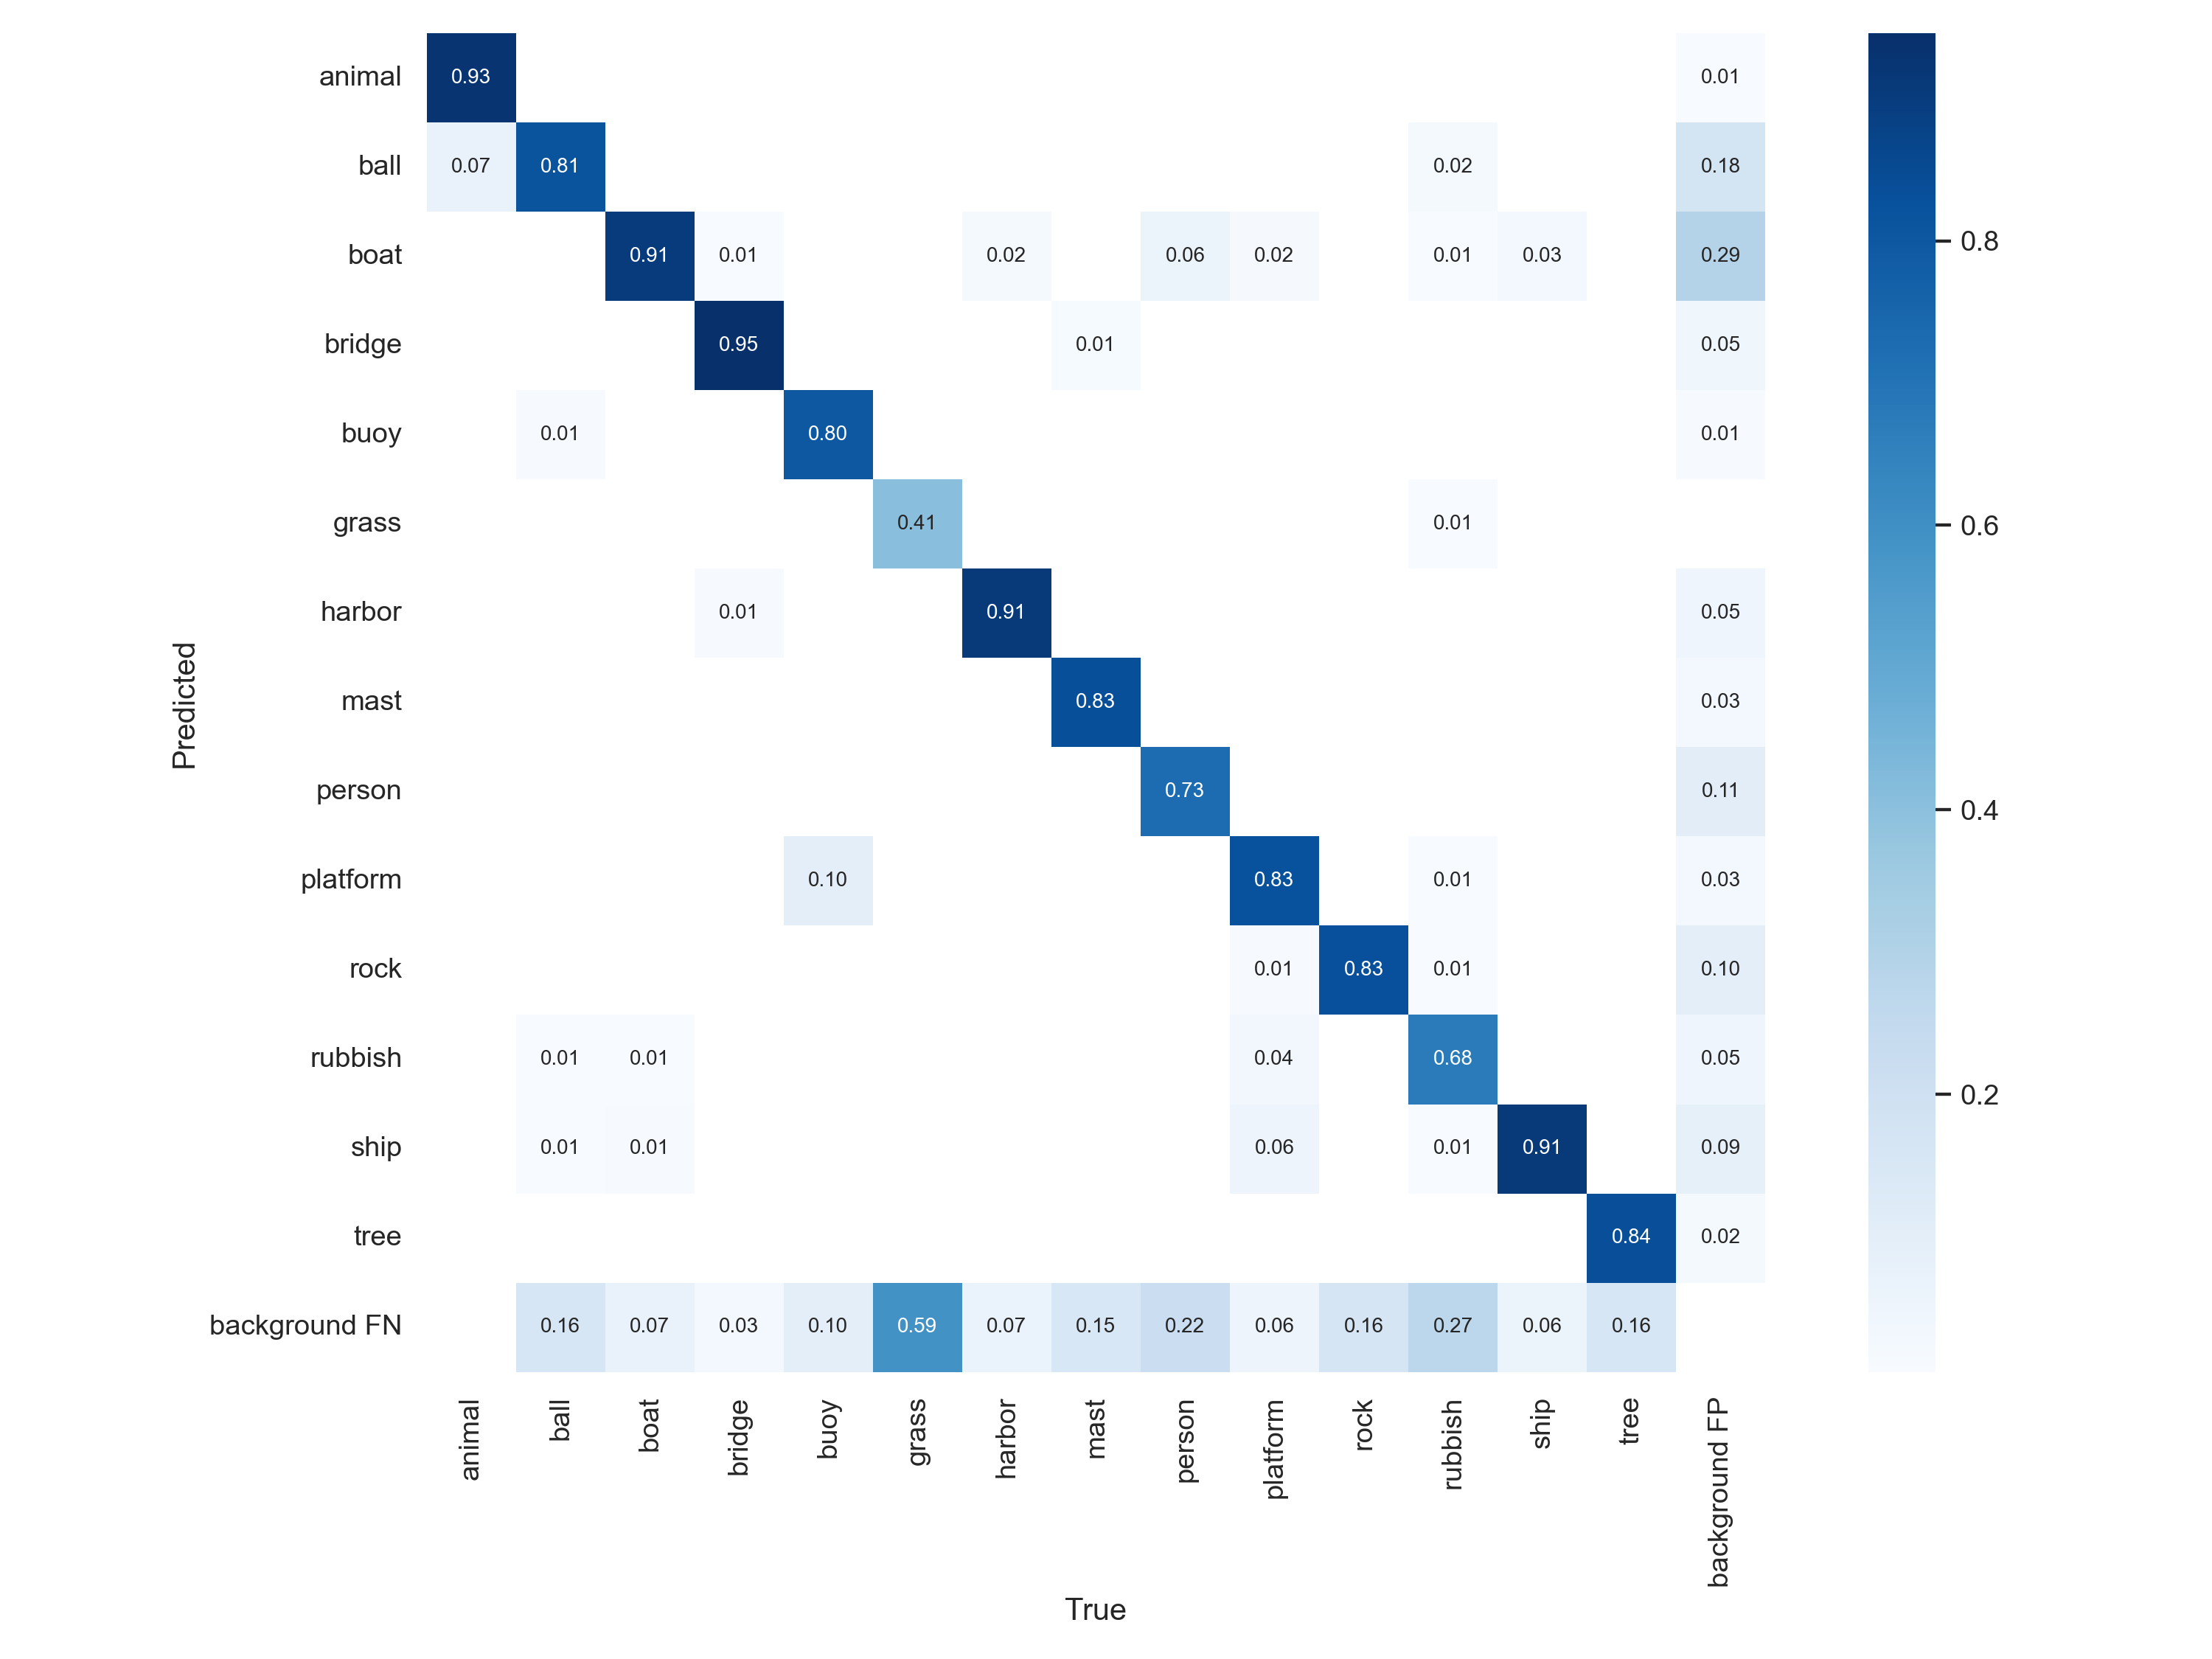 animal 0.93 0.01
ball 0.07 0.81 0.02 0.18
boat 0.91 0.01 0.02 0.06 0.02 0.01 0.03 0.29 0.8
bridge 0.95 0.01 0.05
buoy 0.01 0.80 0.01
grass 0.41 0.01 0.6
harbor 0.01 0.91 0.05
mast 0.83 0.03
Predicted
person 0.73 0.11 0.4
platform 0.10 0.83 0.01 0.03
rock 0.01 0.83 0.01 0.10
rubbish 0.01 0.01 0.04 0.68 0.05 0.2
ship 0.01 0.01 0.06 0.01 0.91 0.09
tree 0.84 0.02
background FN 0.16 0.07 0.03 0.10 0.59 0.07 0.15 0.22 0.06 0.16 0.27 0.06 0.16
animal ball boat bridge buoy grass harbor mast person platform rock rubbish ship tree background FP
True